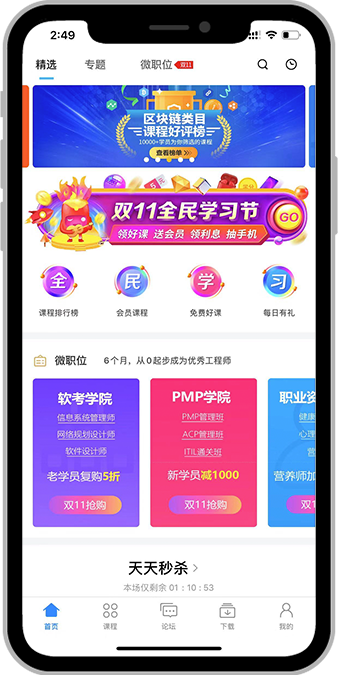 2:49
精选 专题 微职位 双11
区块链类目
课程好评榜
10000+学员为你筛选的课程
查看榜单
双11全民学习节
GO
领好课 送会员 领利息 抽手机
全 民 学 习
课程排行榜 会员课程 免费好课 每日有礼
微职位 6个月，从0起步成为优秀工程师
软考学院 PMP学院 职业资
信息系统管理师 PMP管理班 健康
网络规划设计师 ACP管理班 心理
软件设计师 ITIL通关班 营
老学员复购5折 新学员减1000 营养师加
双11抢购 双11抢购 双
天天秒杀 >
本场仅剩余 01 : 10 : 53
首页 课程 论坛 下载 我的